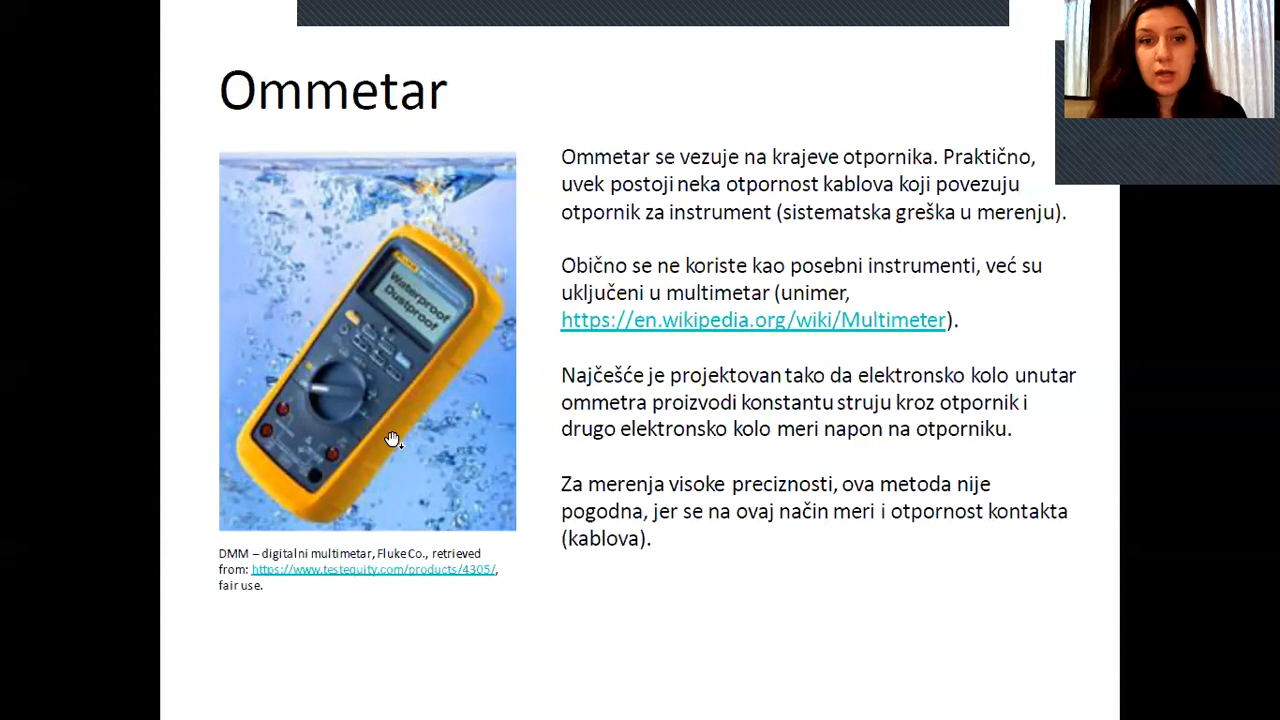 Ommetar
Ommetar se vezuje na krajeve otpornika. Praktično,
uvek postoji neka otpornost kablova koji povezuju
otpornik za instrument (sistematska greška u merenju).
Obično se ne koriste kao posebni instrumenti, već su
uključeni u multimetar (unimer,
https://en.wikipedia.org/wiki/Multimeter).
Najčešće je projektovan tako da elektronsko kolo unutar
ommetra proizvodi konstantu struju kroz otpornik i
drugo elektronsko kolo meri napon na otporniku.
Za merenja visoke preciznosti, ova metoda nije
pogodna, jer se na ovaj način meri i otpornost kontakta
(kablova).
Waterproof
Dustproof
DMM – digitalni multimetar, Fluke Co., retrieved
from: https://www.testequity.com/products/4305/,
fair use.